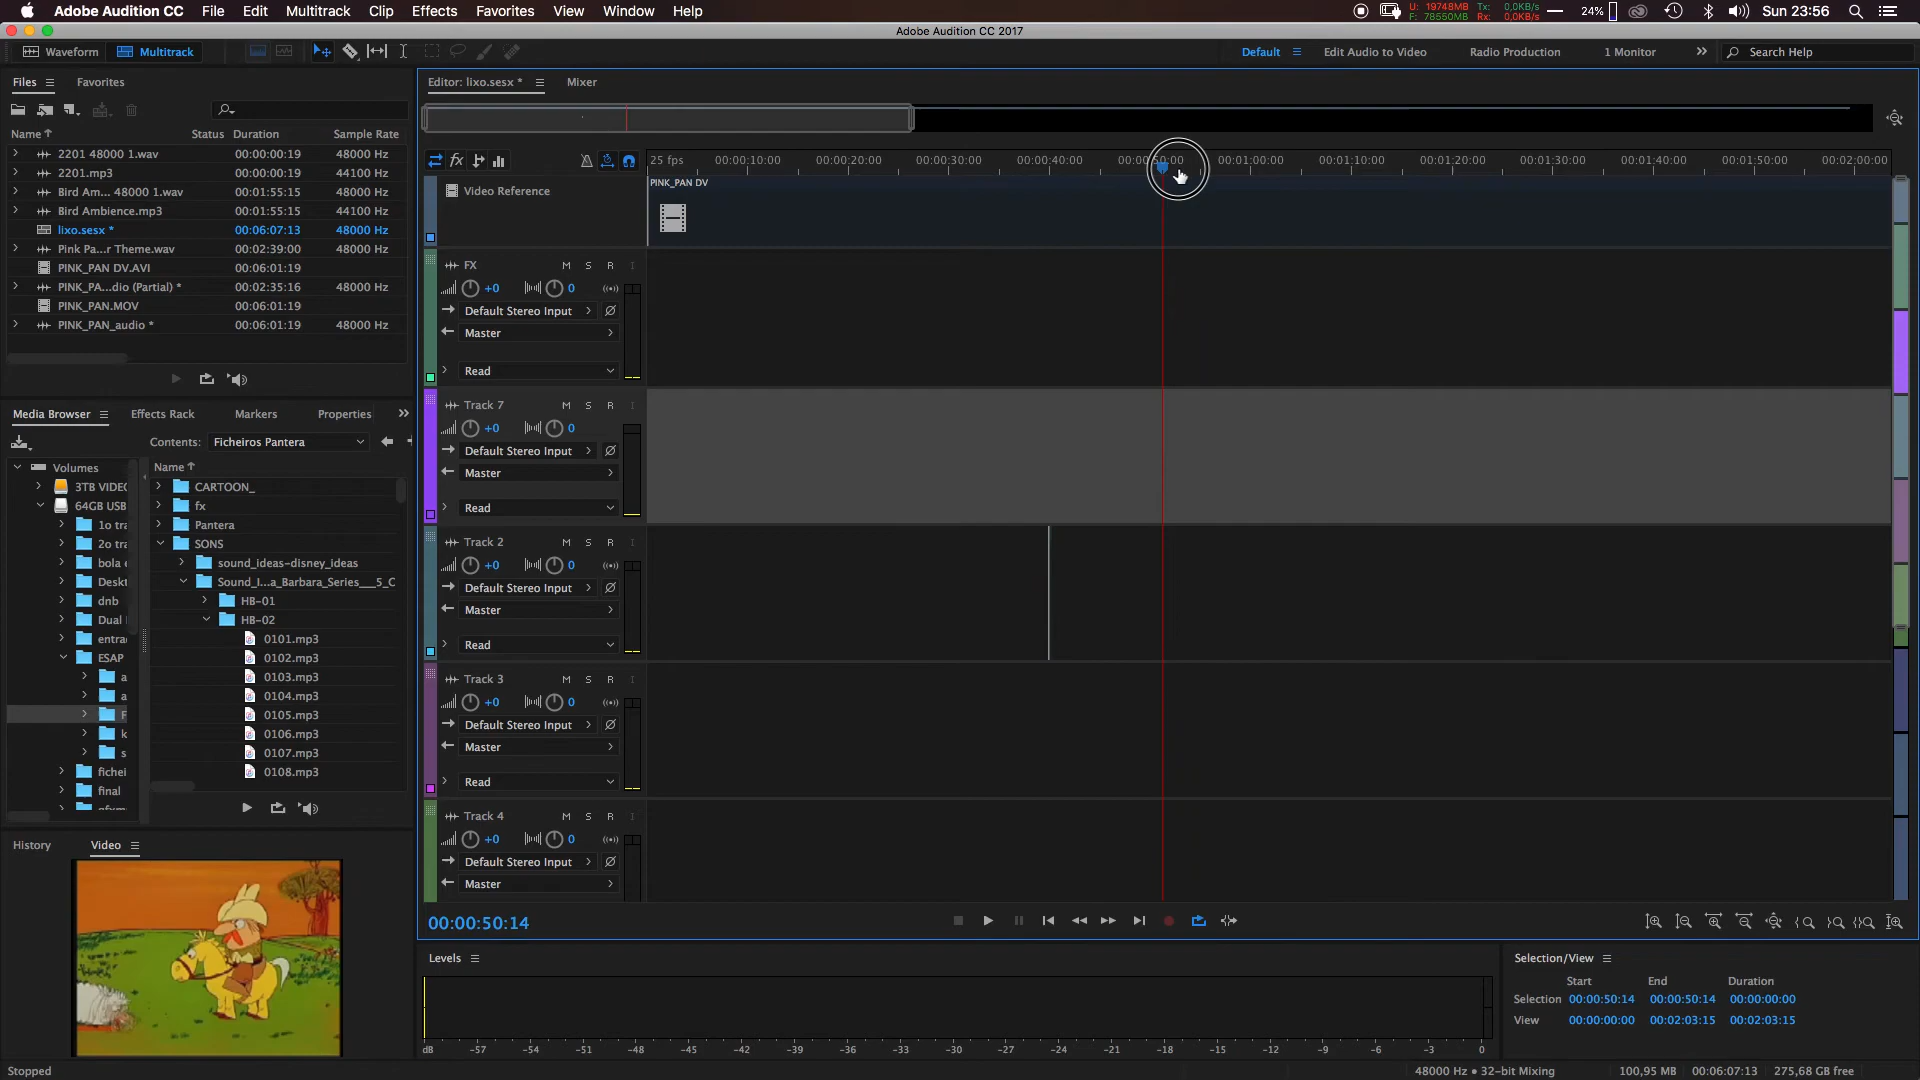 Adobe Audition CC File Edit Multitrack Clip Effects Favorites View Window Help
U: 19748MB Tx: 0,0KB/s
F: 78650MB Rx: 0,0KB/s
24% Sun 23:56
Adobe Audition CC 2017
Waveform Multitrack
Default Edit Audio to Video Radio Production 1 Monitor Search Help
Files Favorites
Name Status Duration Sample Rate
2201 48000 1.wav 00:00:00:19 48000 Hz
2201.mp3 00:00:00:19 44100 Hz
Bird Am... 48000 1.wav 00:01:55:15 48000 Hz
Bird Ambience.mp3 00:01:55:15 44100 Hz
lixo.sesx * 00:06:07:13 48000 Hz
Pink Pa...r Theme.wav 00:02:39:00 48000 Hz
PINK_PAN DV.AVI 00:06:01:19
PINK_PA...dio (Partial) * 00:02:35:16 48000 Hz
PINK_PAN.MOV 00:06:01:19
PINK_PAN_audio * 00:06:01:19 48000 Hz
Media Browser Effects Rack Markers Properties
Contents: Ficheiros Pantera
Volumes
3TB VIDEO
64GB USB
1o tra
2o tra
bola e
Deskt
dnb
Dual
entra
ESAP
a
a
k
s
fichei
final
Name
CARTOON_
fx
Pantera
SONS
sound_ideas-disney_ideas
Sound_I...a_Barbara_Series___5_C
HB-01
HB-02
0101.mp3
0102.mp3
0103.mp3
0104.mp3
0105.mp3
0106.mp3
0107.mp3
0108.mp3
History Video
Editor: lixo.sesx * Mixer
25 fps 00:00:10:00 00:00:20:00 00:00:30:00 00:00:40:00 00:00:50:00 00:01:00:00 00:01:10:00 00:01:20:00 00:01:30:00 00:01:40:00 00:01:50:00 00:02:00:00
Video Reference
PINK_PAN DV
FX M S R I
+0 0
Default Stereo Input
Master
Read
Track 7 M S R I
+0 0
Default Stereo Input
Master
Read
Track 2 M S R I
+0 0
Default Stereo Input
Master
Read
Track 3 M S R I
+0 0
Default Stereo Input
Master
Read
Track 4 M S R I
+0 0
Default Stereo Input
Master
00:00:50:14
Levels
dB -57 -54 -51 -48 -45 -42 -39 -36 -33 -30 -27 -24 -21 -18 -15 -12 -9 -6 -3 0
Selection/View
Start End Duration
Selection 00:00:50:14 00:00:50:14 00:00:00:00
View 00:00:00:00 00:02:03:15 00:02:03:15
Stopped
48000 Hz • 32-bit Mixing 100,95 MB 00:06:07:13 275,68 GB free